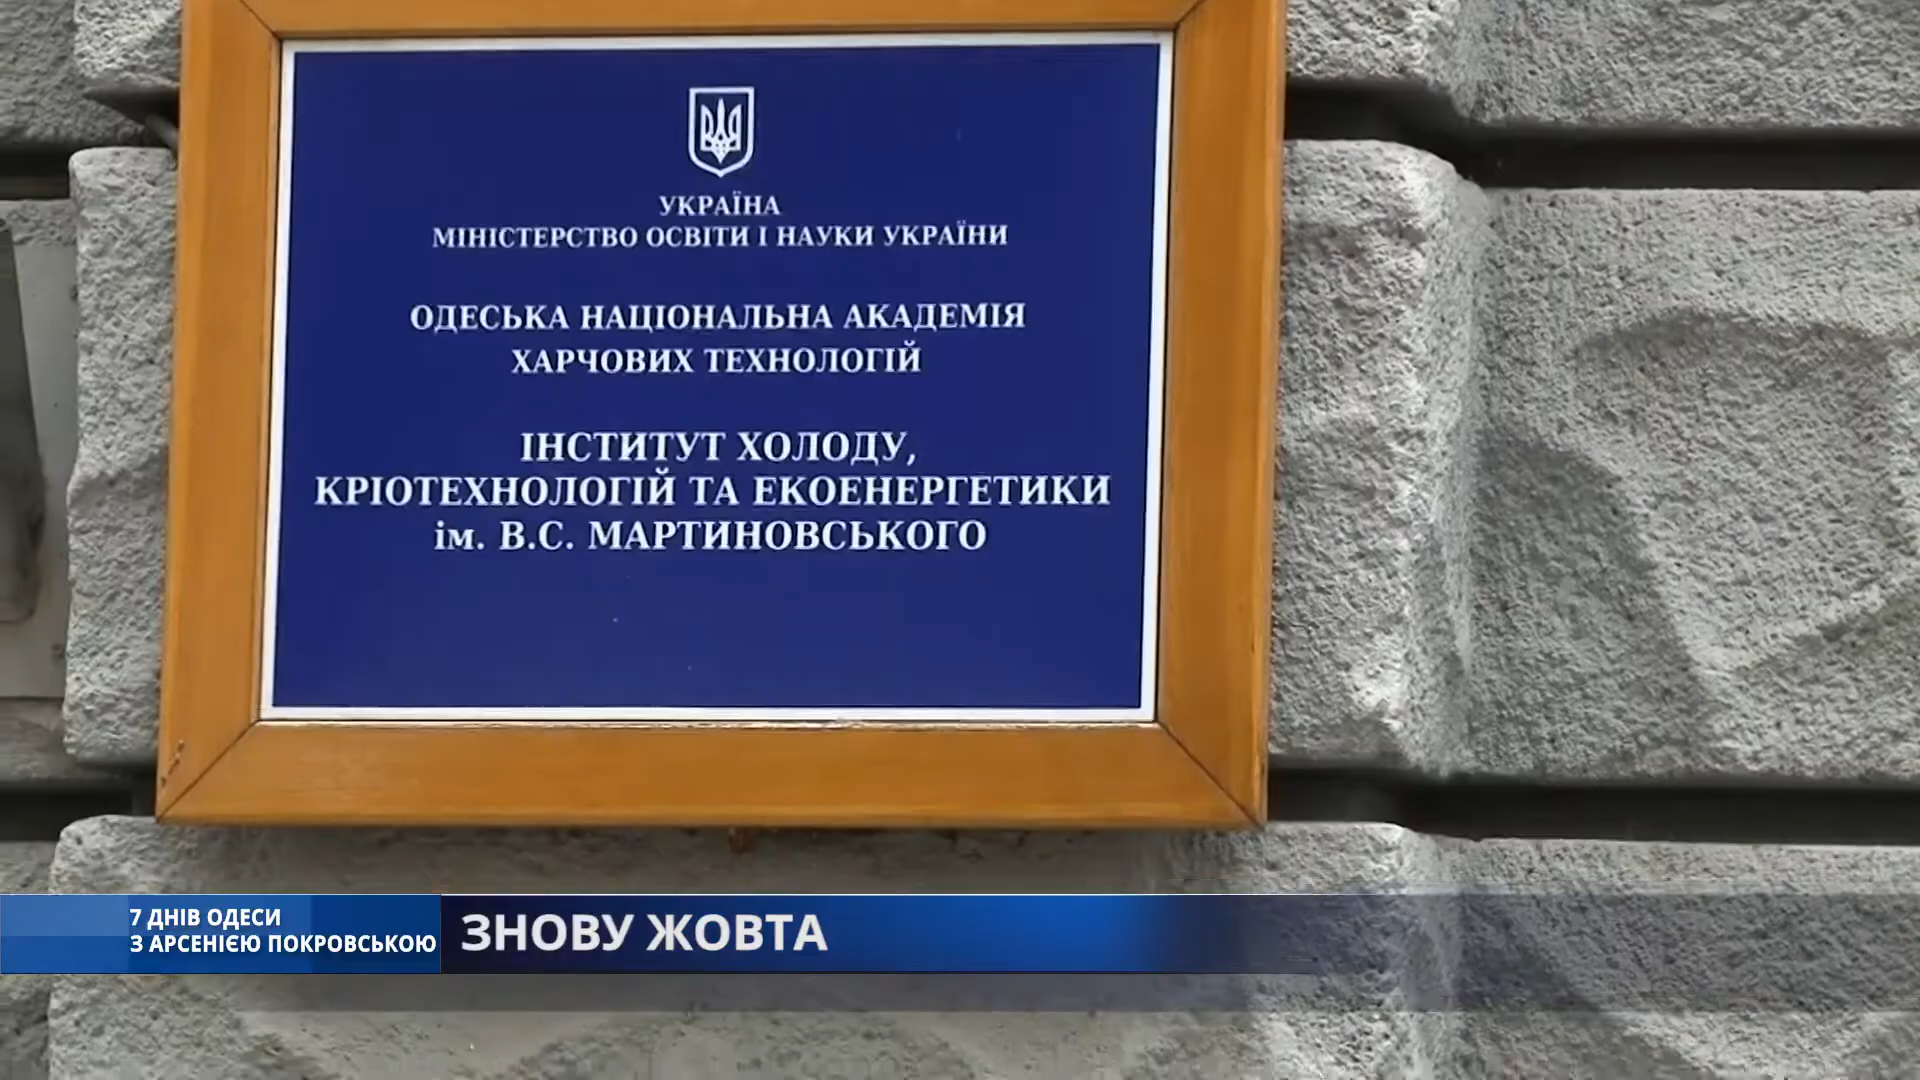 УКРАЇНА
МІНІСТЕРСТВО ОСВІТИ І НАУКИ УКРАЇНИ
ОДЕСЬКА НАЦІОНАЛЬНА АКАДЕМІЯ
ХАРЧОВИХ ТЕХНОЛОГІЙ
ІНСТИТУТ ХОЛОДУ,
КРІОТЕХНОЛОГІЙ ТА ЕКОЕНЕРГЕТИКИ
ім. В.С. МАРТИНОВСЬКОГО
7 ДНІВ ОДЕСИ
З АРСЕНІЄЮ ПОКРОВСЬКОЮ
ЗНОВУ ЖОВТА